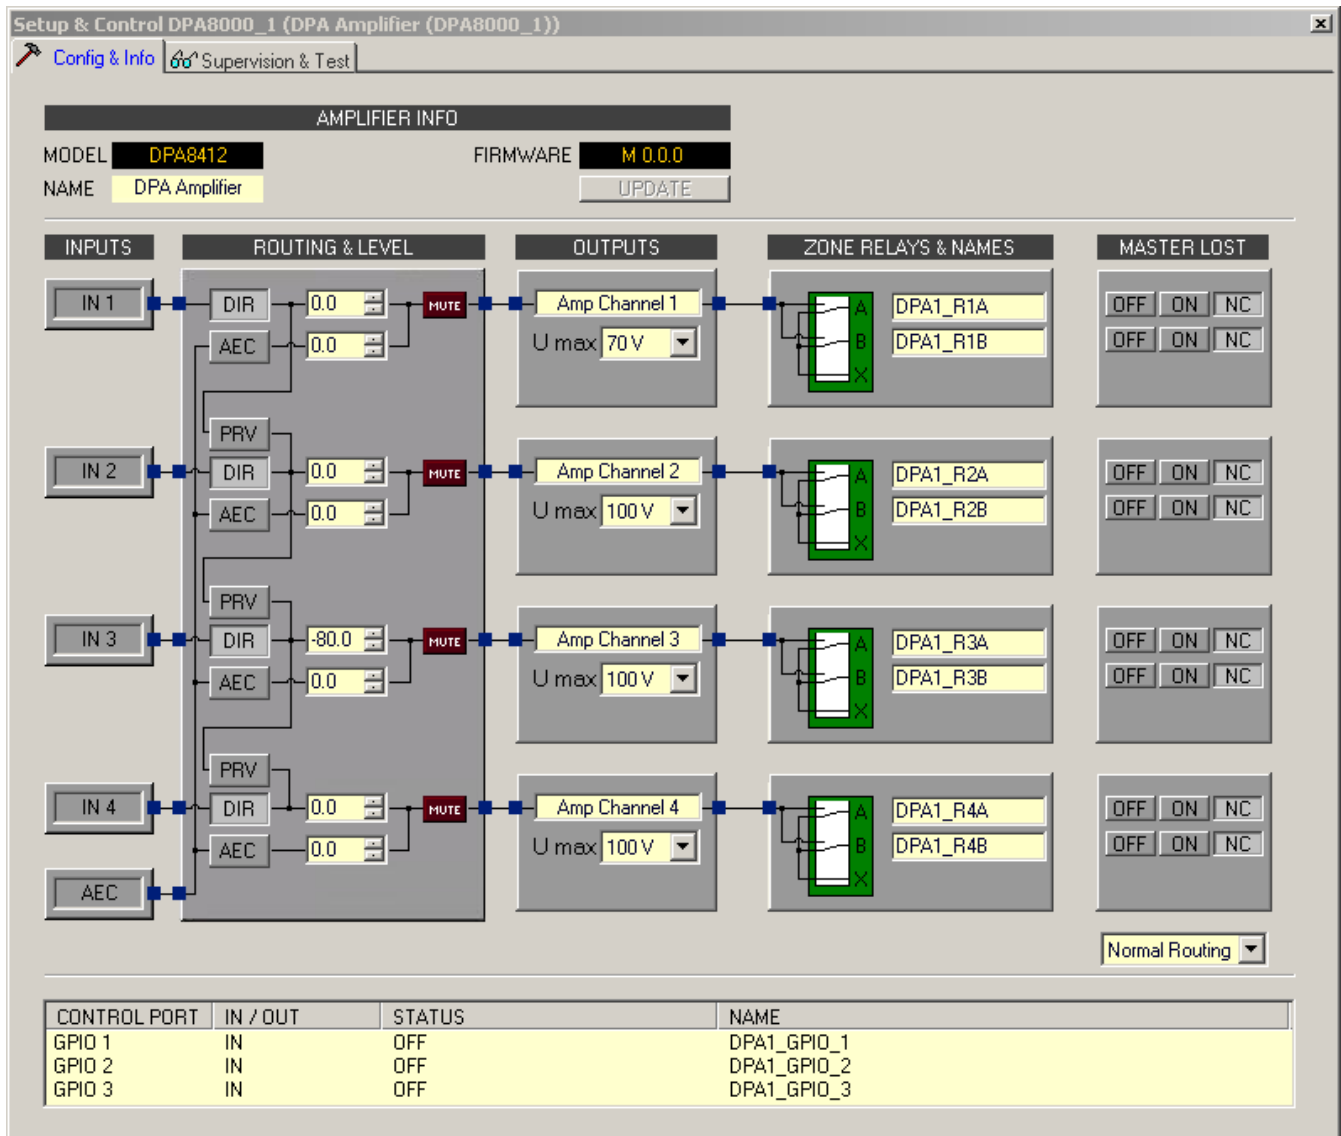 Setup & Control DPA8000_1 (DPA Amplifier (DPA8000_1))
Config & Info Supervision & Test
AMPLIFIER INFO
MODEL DPA8412 FIRMWARE M 0.0.0
NAME DPA Amplifier UPDATE
INPUTS ROUTING & LEVEL OUTPUTS ZONE RELAYS & NAMES MASTER LOST
IN 1 DIR 0.0 MUTE Amp Channel 1 A DPA1_R1A OFF ON NC
AEC 0.0 U max 70 V B DPA1_R1B OFF ON NC
X
PRV
IN 2 DIR 0.0 MUTE Amp Channel 2 A DPA1_R2A OFF ON NC
AEC 0.0 U max 100 V B DPA1_R2B OFF ON NC
X
PRV
IN 3 DIR -80.0 MUTE Amp Channel 3 A DPA1_R3A OFF ON NC
AEC 0.0 U max 100 V B DPA1_R3B OFF ON NC
X
PRV
IN 4 DIR 0.0 MUTE Amp Channel 4 A DPA1_R4A OFF ON NC
AEC 0.0 U max 100 V B DPA1_R4B OFF ON NC
X
AEC
Normal Routing
CONTROL PORT IN / OUT STATUS NAME
GPIO 1 IN OFF DPA1_GPIO_1
GPIO 2 IN OFF DPA1_GPIO_2
GPIO 3 IN OFF DPA1_GPIO_3